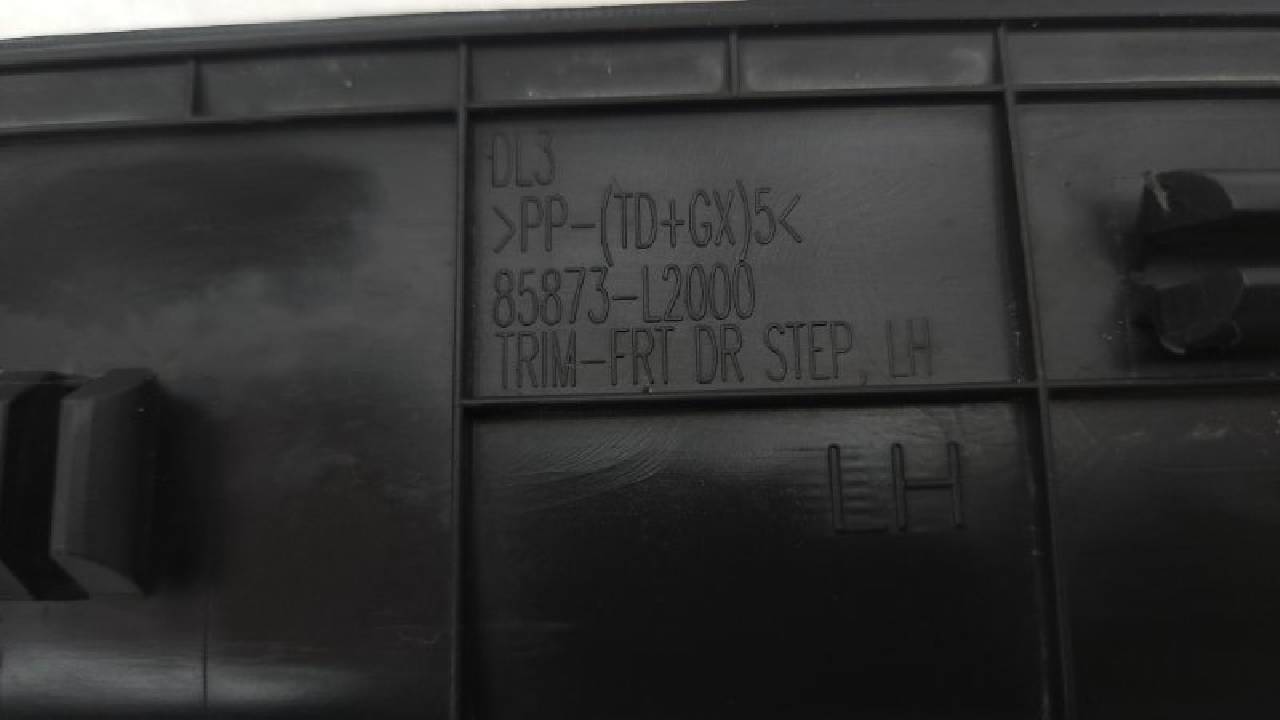 DL3
>PP-(TD+GX)5<
85873-L2000
TRIM-FRT DR STEP, LH
LH